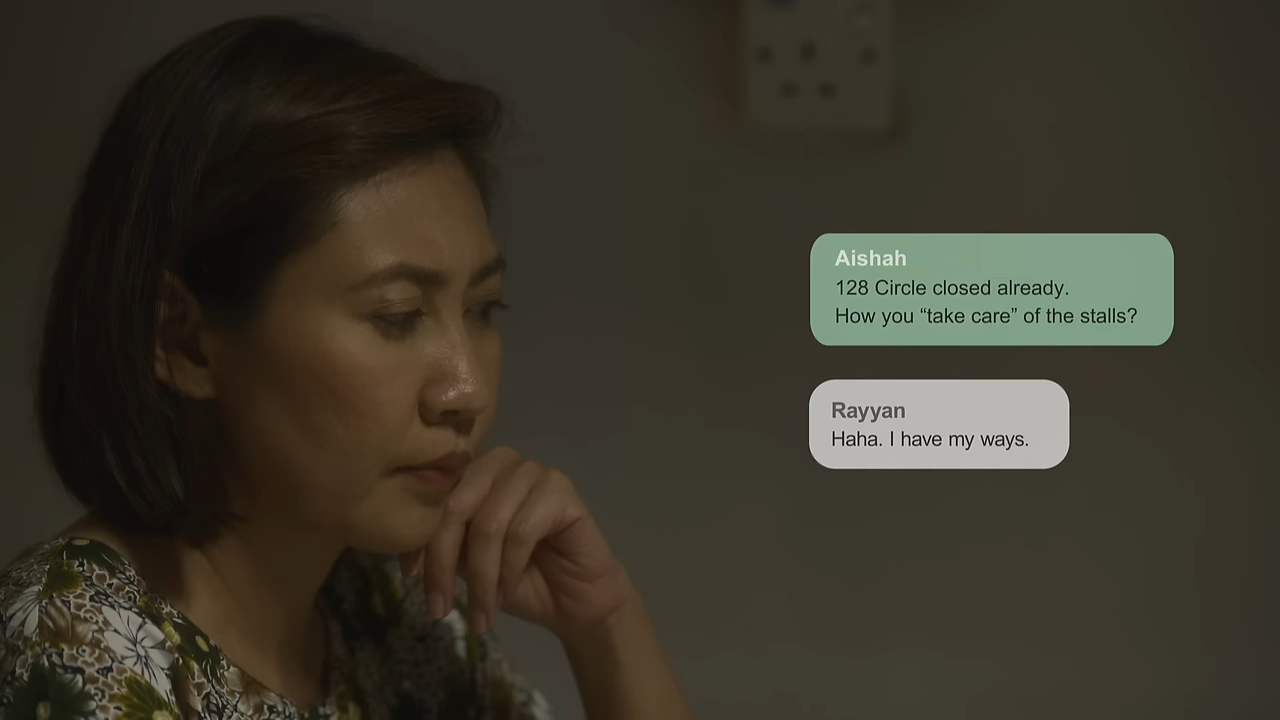 Aishah
128 Circle closed already.
How you “take care” of the stalls?
Rayyan
Haha. I have my ways.